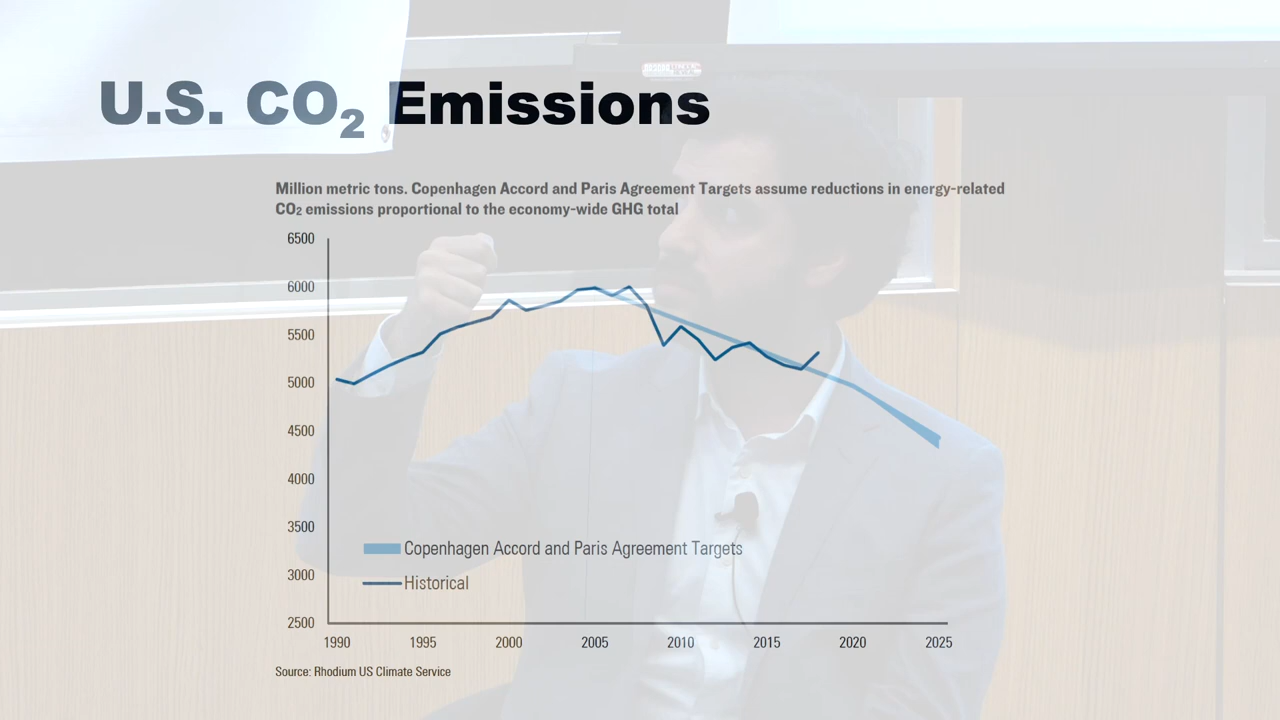 U.S. CO₂ Emissions
Million metric tons. Copenhagen Accord and Paris Agreement Targets assume reductions in energy-related
CO₂ emissions proportional to the economy-wide GHG total
6500
6000
5500
5000
4500
4000
3500
3000
2500
Copenhagen Accord and Paris Agreement Targets
Historical
1990 1995 2000 2005 2010 2015 2020 2025
Source: Rhodium US Climate Service